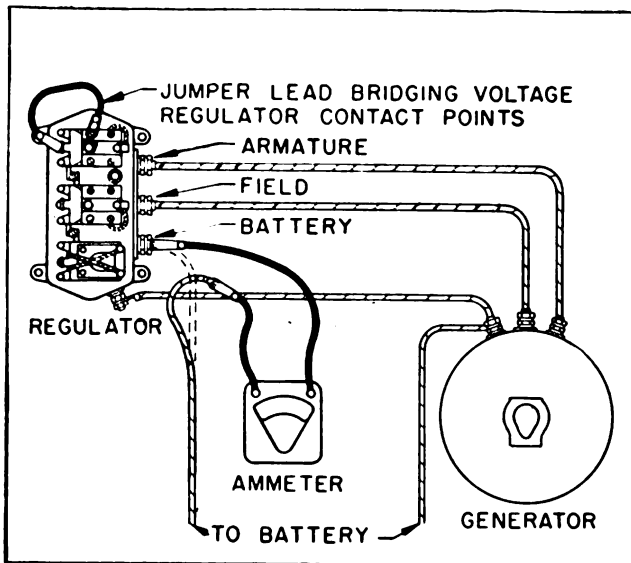 JUMPER LEAD BRIDGING VOLTAGE
REGULATOR CONTACT POINTS
ARMATURE
FIELD
BATTERY
REGULATOR
AMMETER
GENERATOR
TO BATTERY